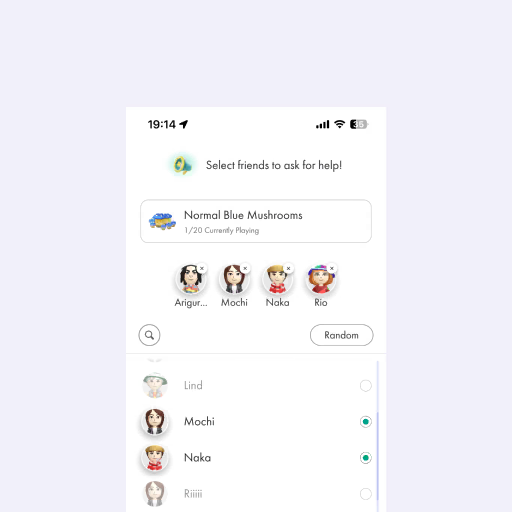 19:14
35
Select friends to ask for help!
Normal Blue Mushrooms
1/20 Currently Playing
Arigur... Mochi Naka Rio
Random
Lind
Mochi
Naka
Riiiii